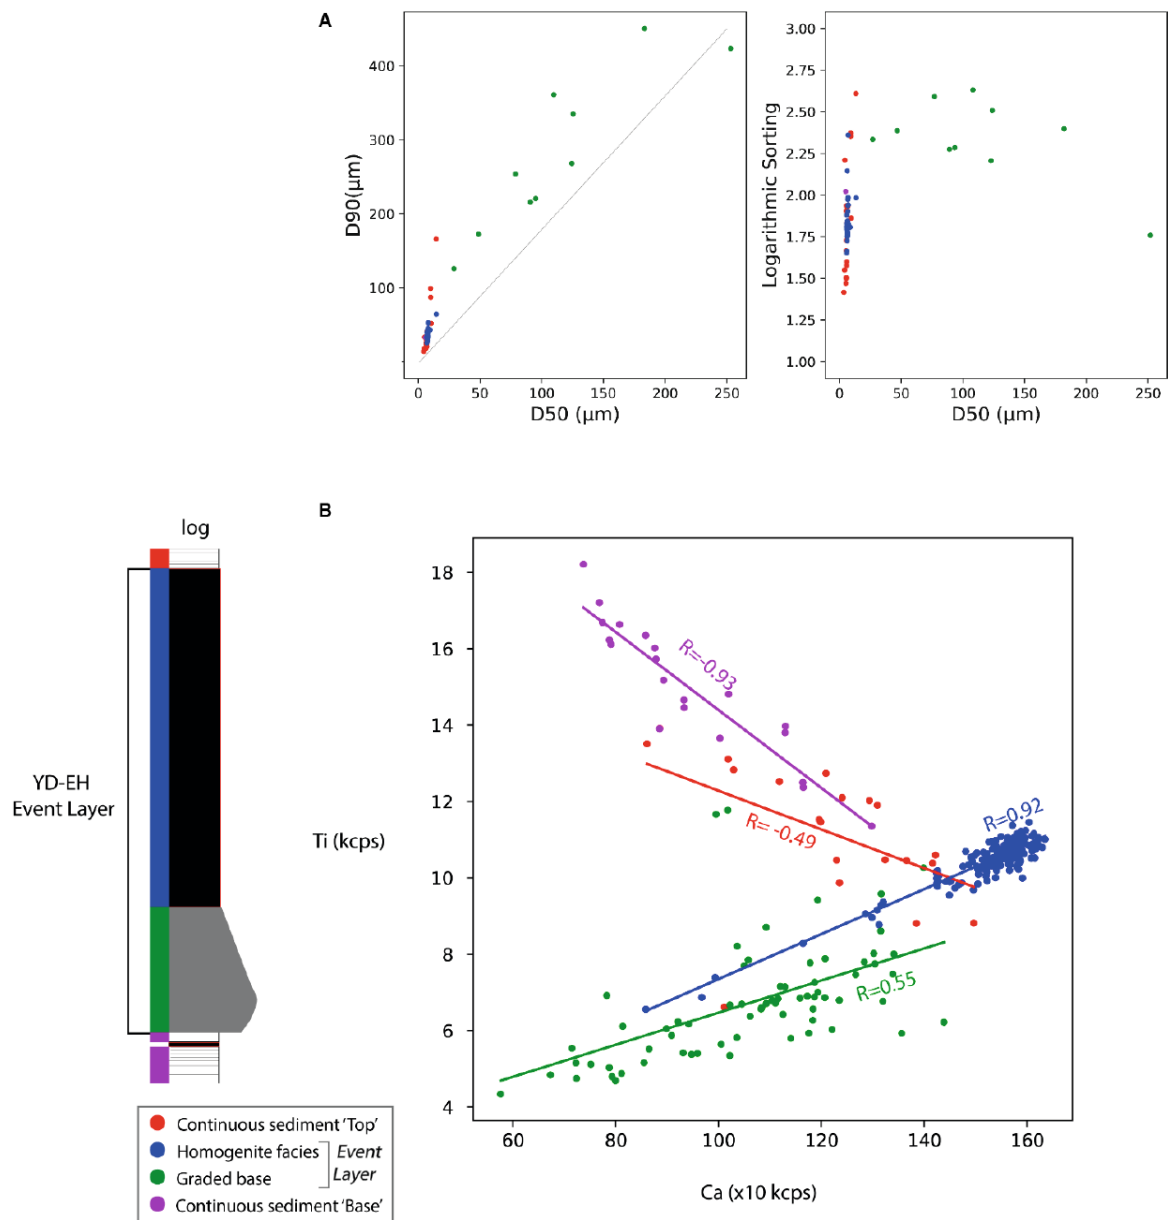 A
D90(µm)
400
300
200
100
0
50
100
150
200
250
D50 (µm)
Logarithmic Sorting
3.00
2.75
2.50
2.25
2.00
1.75
1.50
1.25
1.00
0
50
100
150
200
250
D50 (µm)
B
log
YD-EH
Event Layer
Ti (kcps)
18
16
14
12
10
8
6
4
R=-0.93
R= -0.49
R=0.92
R=0.55
60
80
100
120
140
160
Ca (x10 kcps)
Continuous sediment 'Top'
Homogenite facies
Graded base
Event
Layer
Continuous sediment 'Base'